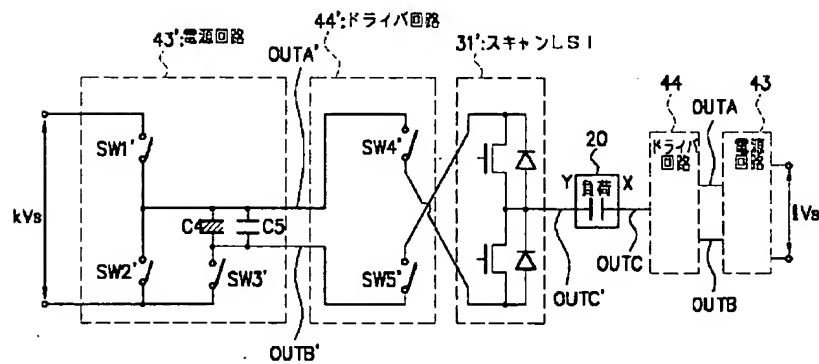 43':電源回路
44':ドライバ回路
31':スキャンLSI
OUTA'
SW1'
SW2'
SW3'
C4
C5
kVs
SW4'
SW5'
OUTB'
20
Y
負荷
X
OUTC'
OUTC
44
ドライバ
回路
OUTA
43
電源
回路
OUTB
ℓVs